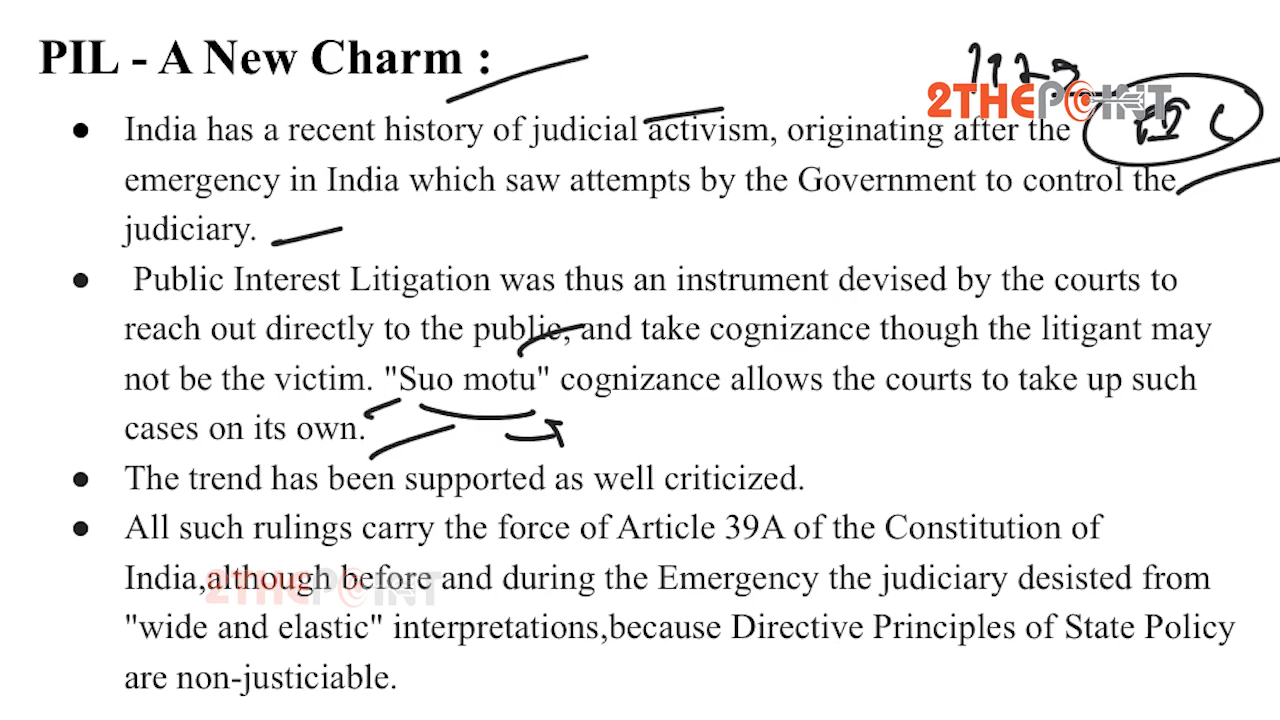 PIL - A New Charm :
2THEPOINT
● India has a recent history of judicial activism, originating after the
emergency in India which saw attempts by the Government to control the
judiciary.
● Public Interest Litigation was thus an instrument devised by the courts to
reach out directly to the public, and take cognizance though the litigant may
not be the victim. "Suo motu" cognizance allows the courts to take up such
cases on its own.
● The trend has been supported as well criticized.
● All such rulings carry the force of Article 39A of the Constitution of
India,although before and during the Emergency the judiciary desisted from
2THEPOINT
"wide and elastic" interpretations,because Directive Principles of State Policy
are non-justiciable.